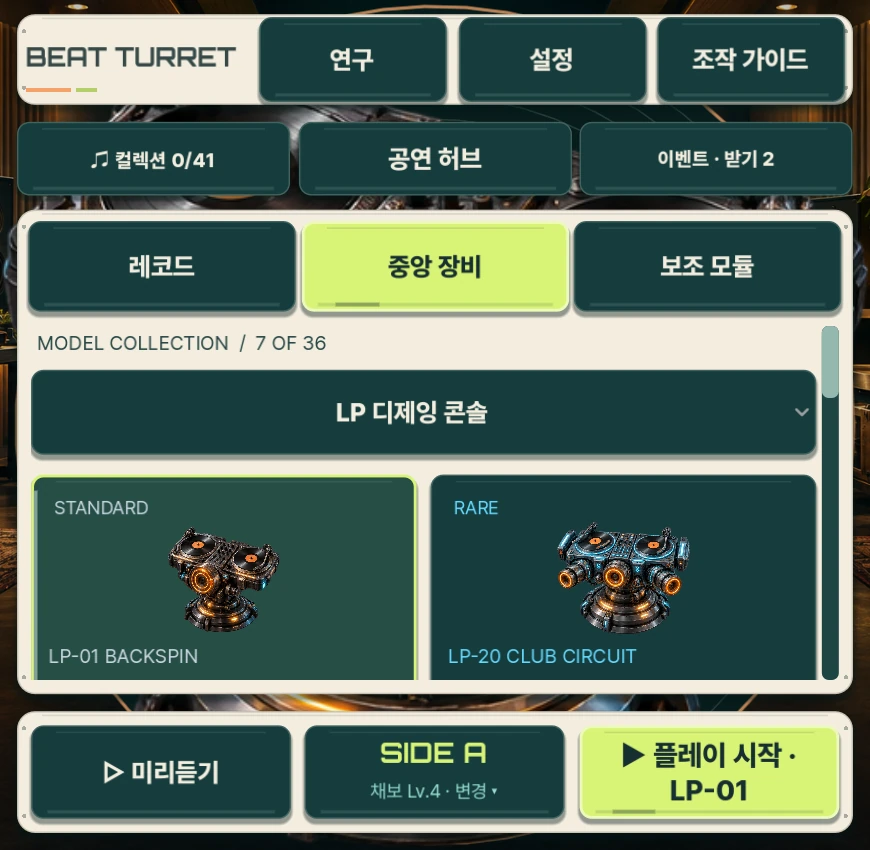 BEAT TURRET
연구
설정
조작 가이드
♫ 컬렉션 0/41
공연 허브
이벤트 · 받기 2
레코드
중앙 장비
보조 모듈
MODEL COLLECTION / 7 OF 36
LP 디제잉 콘솔
STANDARD
RARE
LP-01 BACKSPIN
LP-20 CLUB CIRCUIT
▷ 미리듣기
SIDE A
채보 Lv.4 · 변경 ▾
▶ 플레이 시작 ·
LP-01